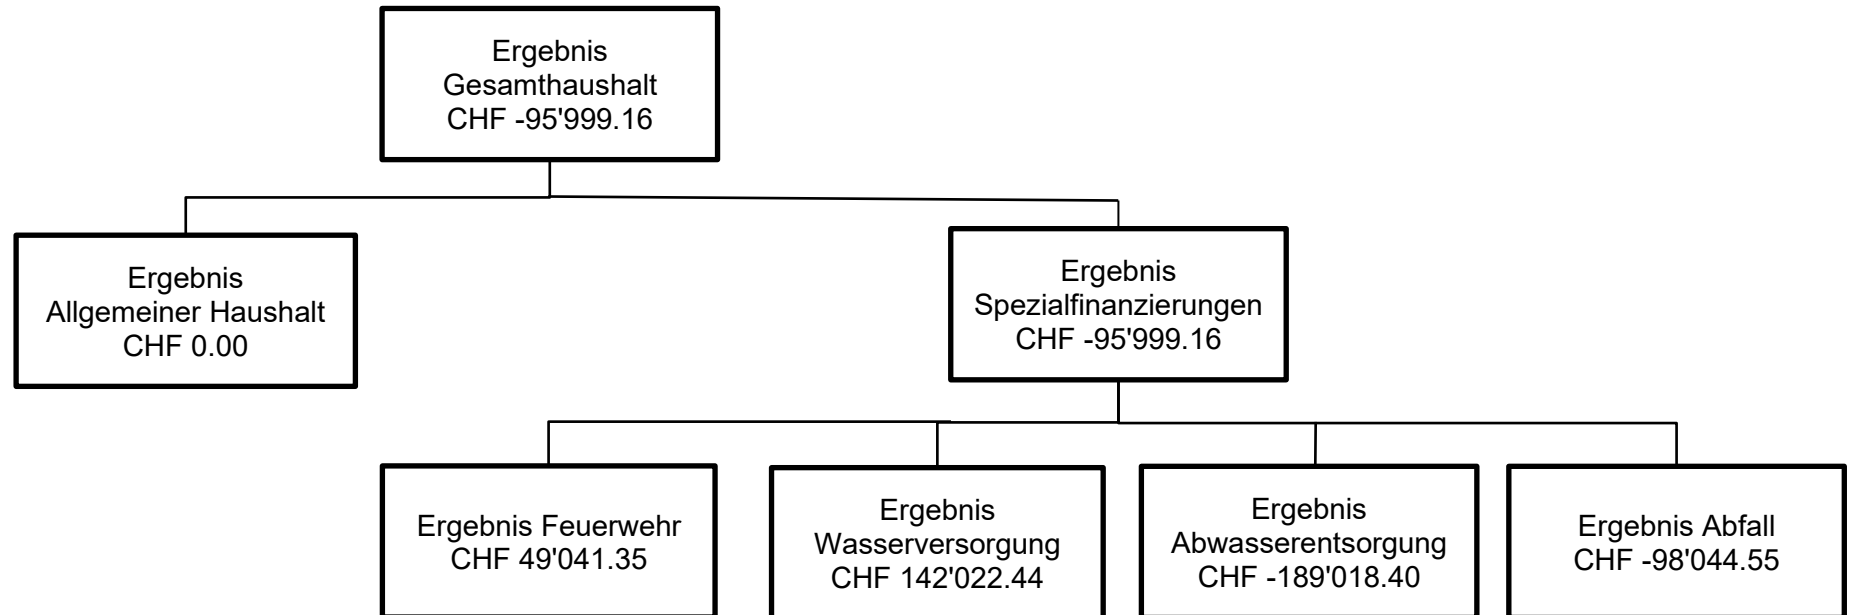 Ergebnis
Gesamthaushalt
CHF -95'999.16
Ergebnis
Allgemeiner Haushalt
CHF 0.00
Ergebnis
Spezialfinanzierungen
CHF -95'999.16
Ergebnis Feuerwehr
CHF 49'041.35
Ergebnis
Wasserversorgung
CHF 142'022.44
Ergebnis
Abwasserentsorgung
CHF -189'018.40
Ergebnis Abfall
CHF -98'044.55